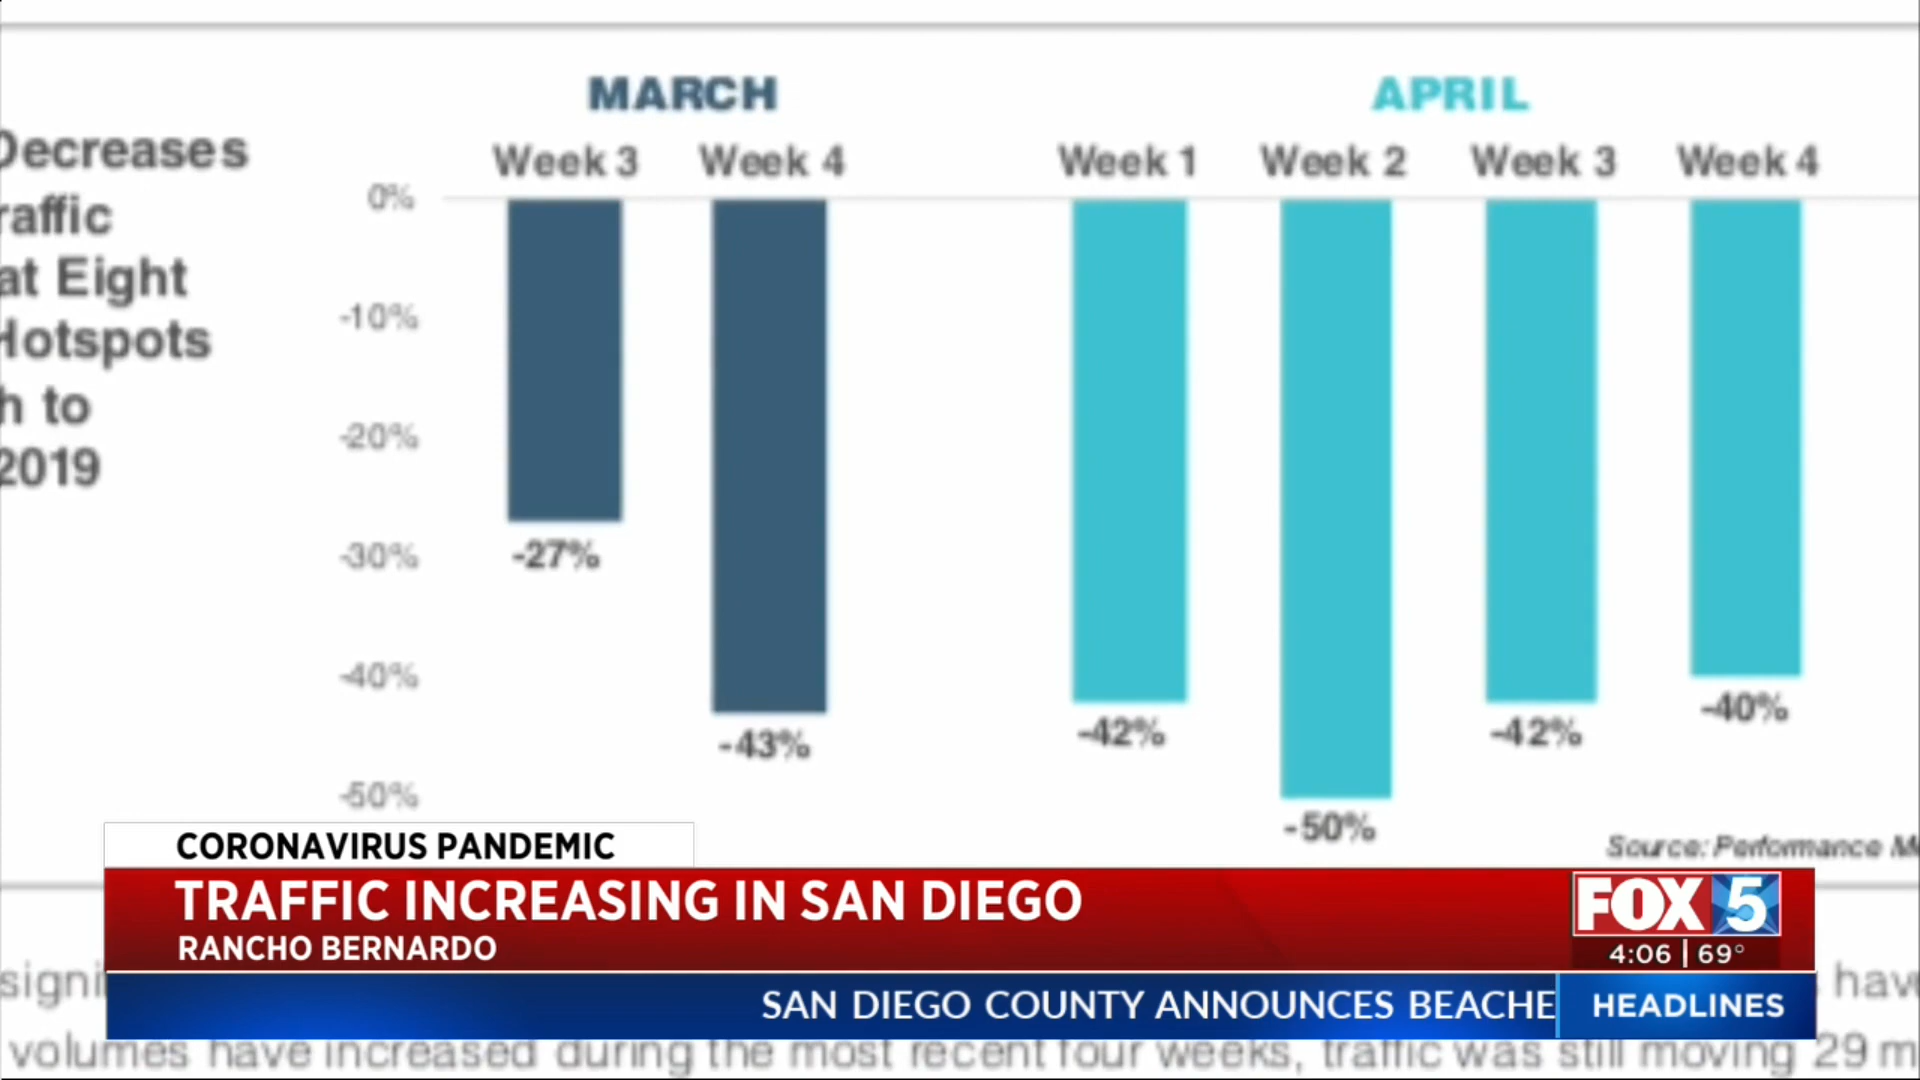 MARCH
APRIL
Week 3 Week 4 Week 1 Week 2 Week 3 Week 4
Decreases
raffic
at Eight
Hotspots
h to
2019
0%
-10%
-20%
-30%
-40%
-50%
-27%
-43%
-42%
-50%
-42%
-40%
Source: Performance Me
CORONAVIRUS PANDEMIC
TRAFFIC INCREASING IN SAN DIEGO
RANCHO BERNARDO
FOX 5
4:06 | 69°
SAN DIEGO COUNTY ANNOUNCES BEACHE
HEADLINES
signi
have
volumes have increased during the most recent four weeks, traffic was still moving 29 m